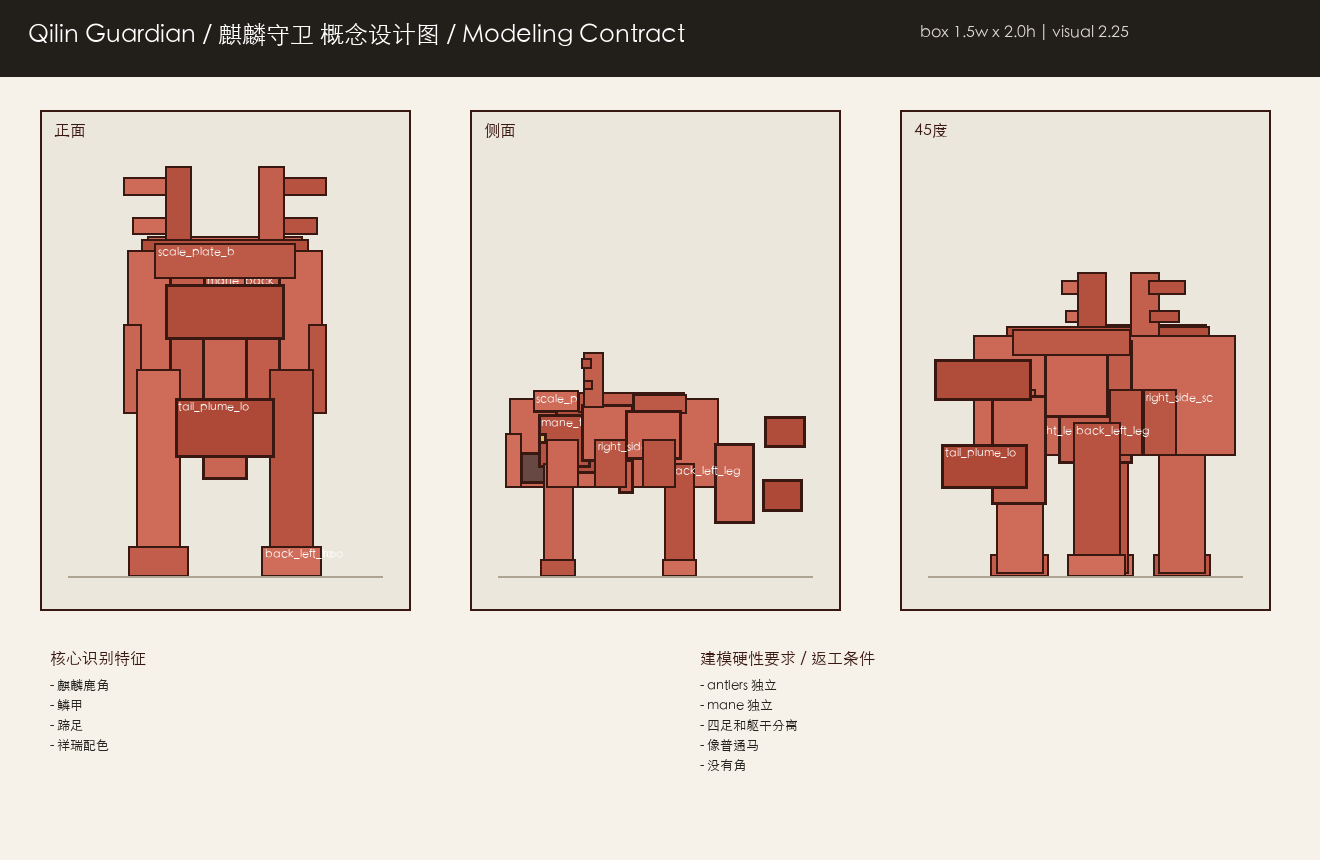 Qilin Guardian / 麒麟守卫 概念设计图 / Modeling Contract
box 1.5w x 2.0h | visual 2.25
正面
scale_plate_b
mane_back
tail_plume_lo
back_left_hoo
侧面
scale_p
mane_f
right_sid
ack_left_leg
45度
right_side_sc
ht_le
back_left_leg
tail_plume_lo
核心识别特征
- 麒麟鹿角
- 鳞甲
- 蹄足
- 祥瑞配色
建模硬性要求 / 返工条件
- antlers 独立
- mane 独立
- 四足和躯干分离
- 像普通马
- 没有角